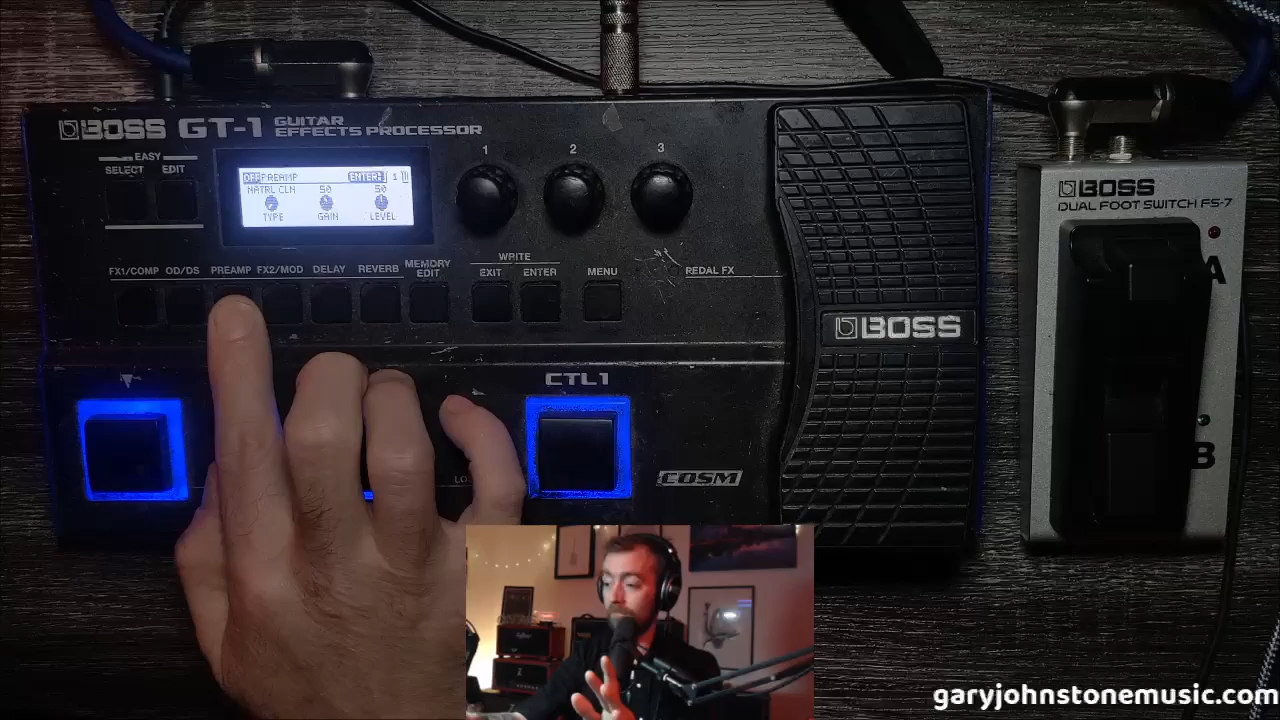 BOSS GT-1 GUITAR EFFECTS PROCESSOR
EASY
SELECT EDIT
OFF PREAMP ENTER: 1
NATRL CLN 50 50
TYPE GAIN LEVEL
1 2 3
FX1/COMP OD/DS PREAMP FX2/MOD DELAY REVERB MEMORY EDIT
WRITE
EXIT ENTER MENU
PEDAL FX
BOSS
CTL1
COSM
BOSS
DUAL FOOT SWITCH FS-7
A
B
garyjohnstonemusic.com